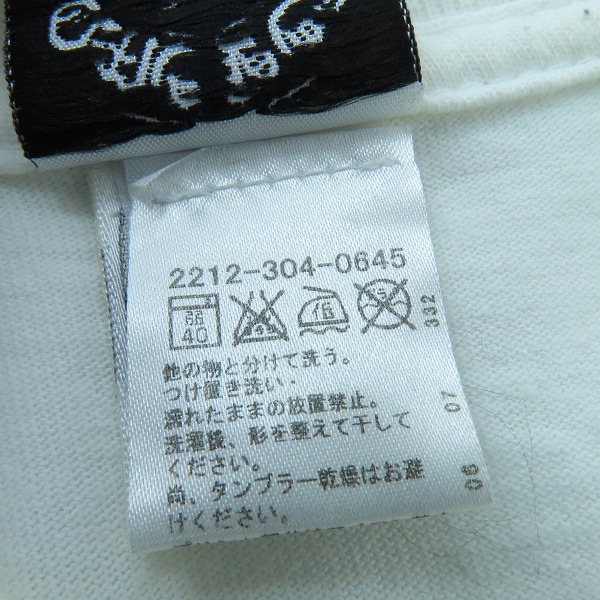 2212-304-0645
弱
40
低
332
他の物と分けて洗う。
つけ置き洗い・
濡れたままの放置禁止。
洗濯後、形を整えて干して
ください。
尚、タンブラー乾燥はお避
けください。
07
06